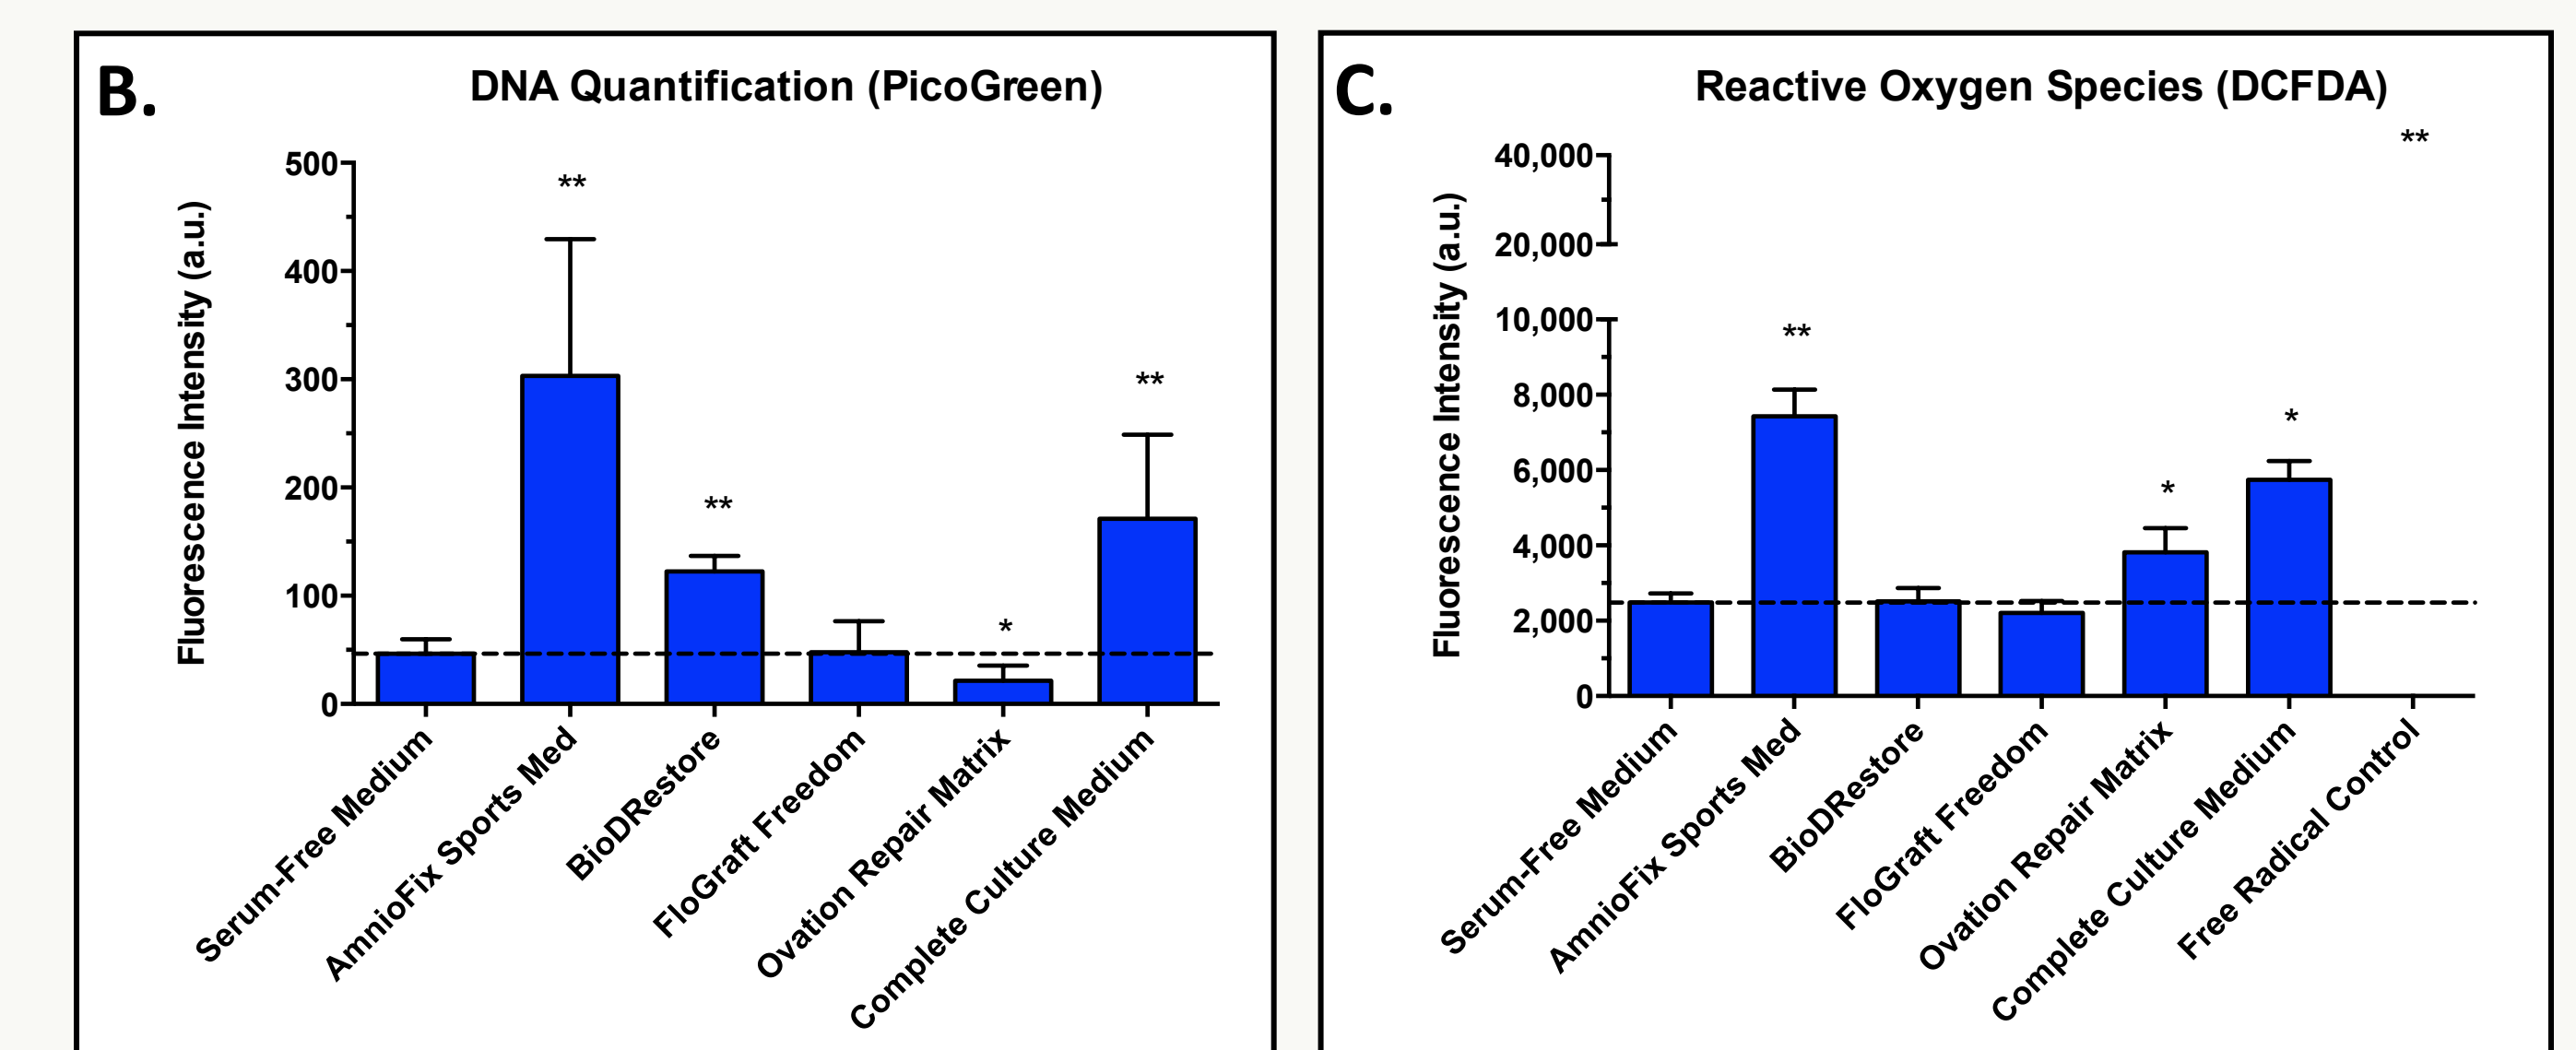 B.
DNA Quantification (PicoGreen)
Fluorescence Intensity (a.u.)
500
400
300
200
100
0
**
**
*
**
Serum-Free Medium
AmnioFix Sports Med
BioDRestore
FloGraft Freedom
Ovation Repair Matrix
Complete Culture Medium
C.
Reactive Oxygen Species (DCFDA)
Fluorescence Intensity (a.u.)
40,000
20,000
10,000
8,000
6,000
4,000
2,000
0
**
*
*
**
Serum-Free Medium
AmnioFix Sports Med
BioDRestore
FloGraft Freedom
Ovation Repair Matrix
Complete Culture Medium
Free Radical Control